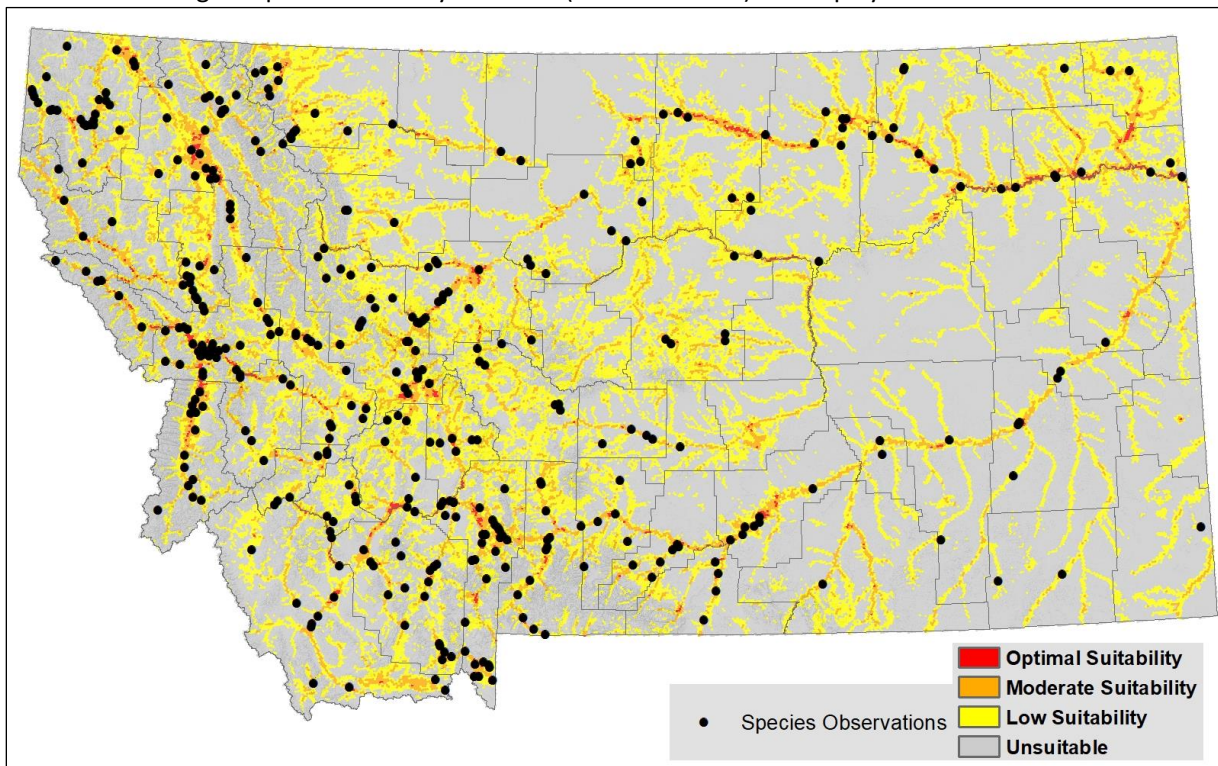 Species Observations
Optimal Suitability
Moderate Suitability
Low Suitability
Unsuitable